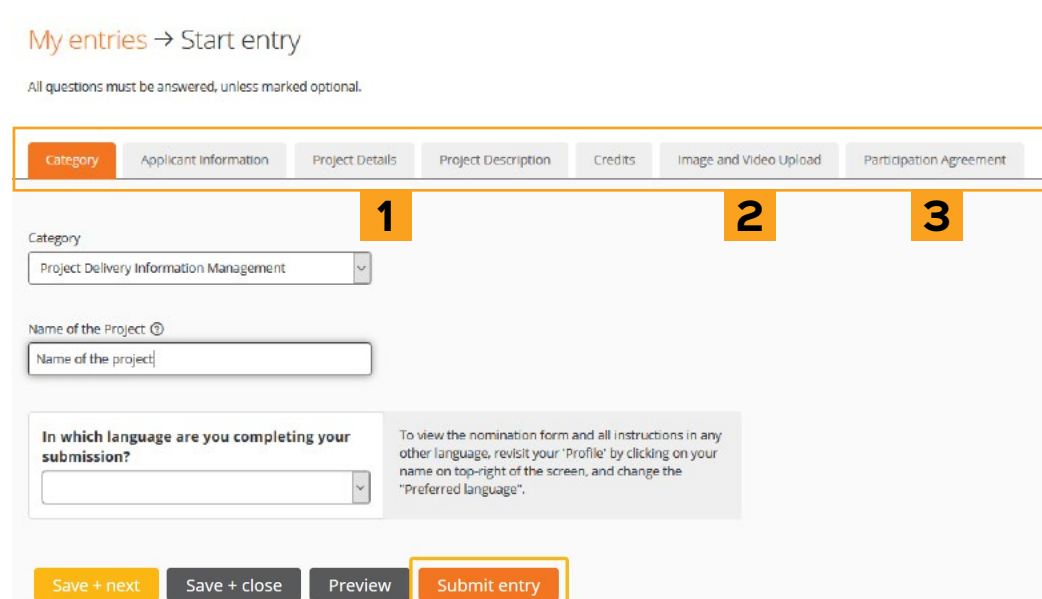 My entries → Start entry
All questions must be answered, unless marked optional.
Category Applicant Information Project Details Project Description Credits Image and Video Upload Participation Agreement
1 2 3
Category
Project Delivery Information Management
Name of the Project ?
Name of the project
In which language are you completing your
submission?
To view the nomination form and all instructions in any
other language, revisit your 'Profile' by clicking on your
name on top-right of the screen, and change the
"Preferred language".
Save + next Save + close Preview Submit entry